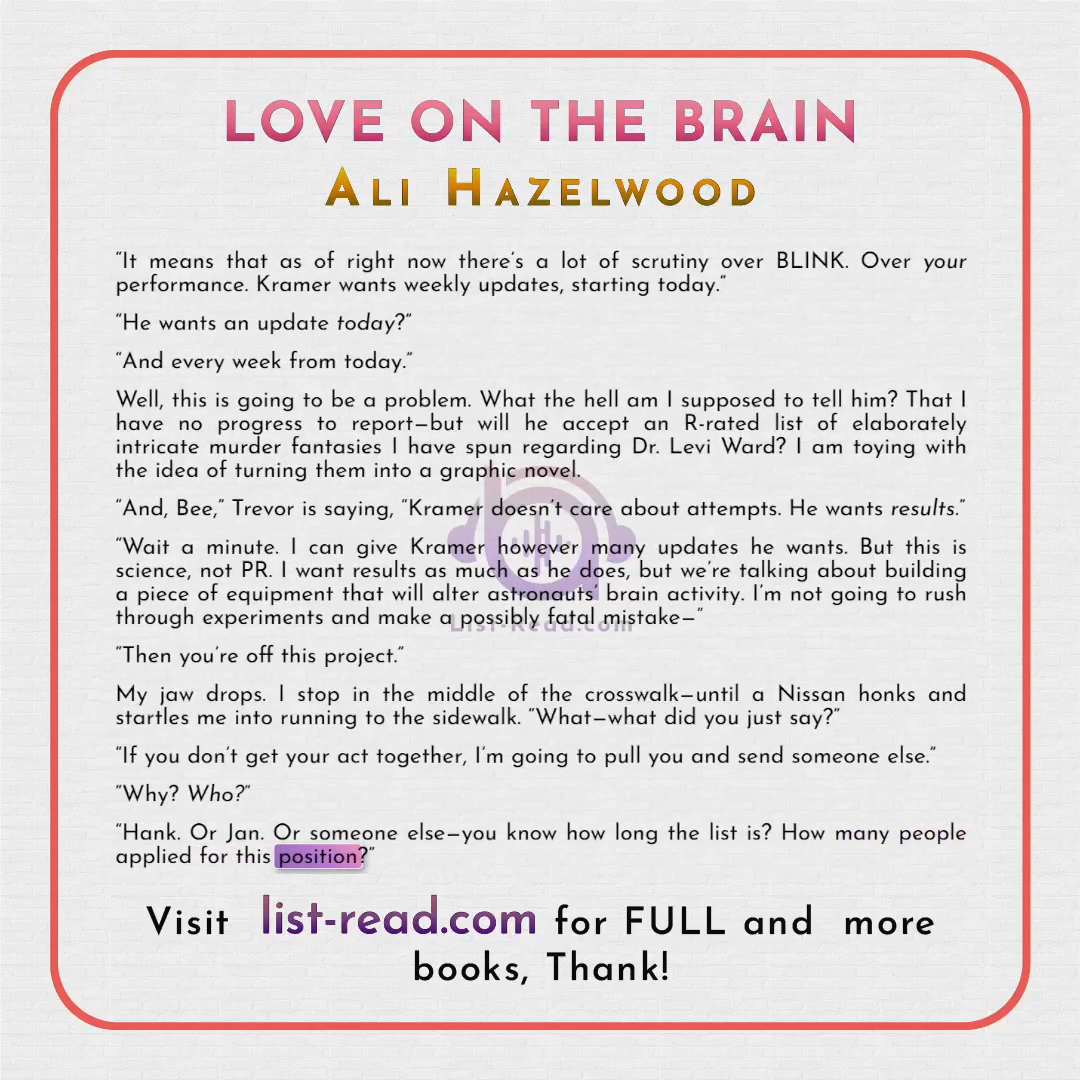 LOVE ON THE BRAIN
ALI HAZELWOOD
“It means that as of right now there’s a lot of scrutiny over BLINK. Over your
performance. Kramer wants weekly updates, starting today.”
“He wants an update today?”
“And every week from today.”
Well, this is going to be a problem. What the hell am I supposed to tell him? That I
have no progress to report—but will he accept an R-rated list of elaborately
intricate murder fantasies I have spun regarding Dr. Levi Ward? I am toying with
the idea of turning them into a graphic novel.
“And, Bee,” Trevor is saying, “Kramer doesn’t care about attempts. He wants results.”
“Wait a minute. I can give Kramer however many updates he wants. But this is
science, not PR. I want results as much as he does, but we’re talking about building
a piece of equipment that will alter astronauts’ brain activity. I’m not going to rush
through experiments and make a possibly fatal mistake—”
List-Read.com
“Then you’re off this project.”
My jaw drops. I stop in the middle of the crosswalk—until a Nissan honks and
startles me into running to the sidewalk. “What—what did you just say?”
“If you don’t get your act together, I’m going to pull you and send someone else.”
“Why? Who?”
“Hank. Or Jan. Or someone else—you know how long the list is? How many people
applied for this position?”
Visit list-read.com for FULL and more
books, Thank!